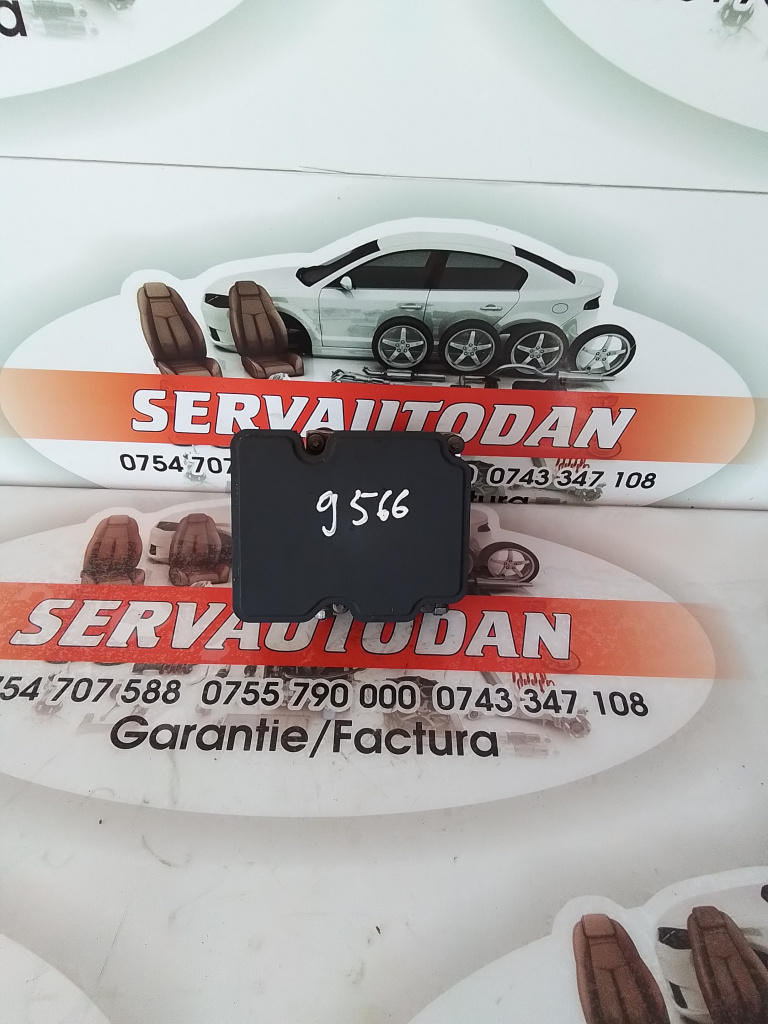 a
SERVAUTODAN
0754 707 0743 347 108
9566
SERVAUTODAN
754 707 588 0755 790 000 0743 347 108
Garantie/Factura